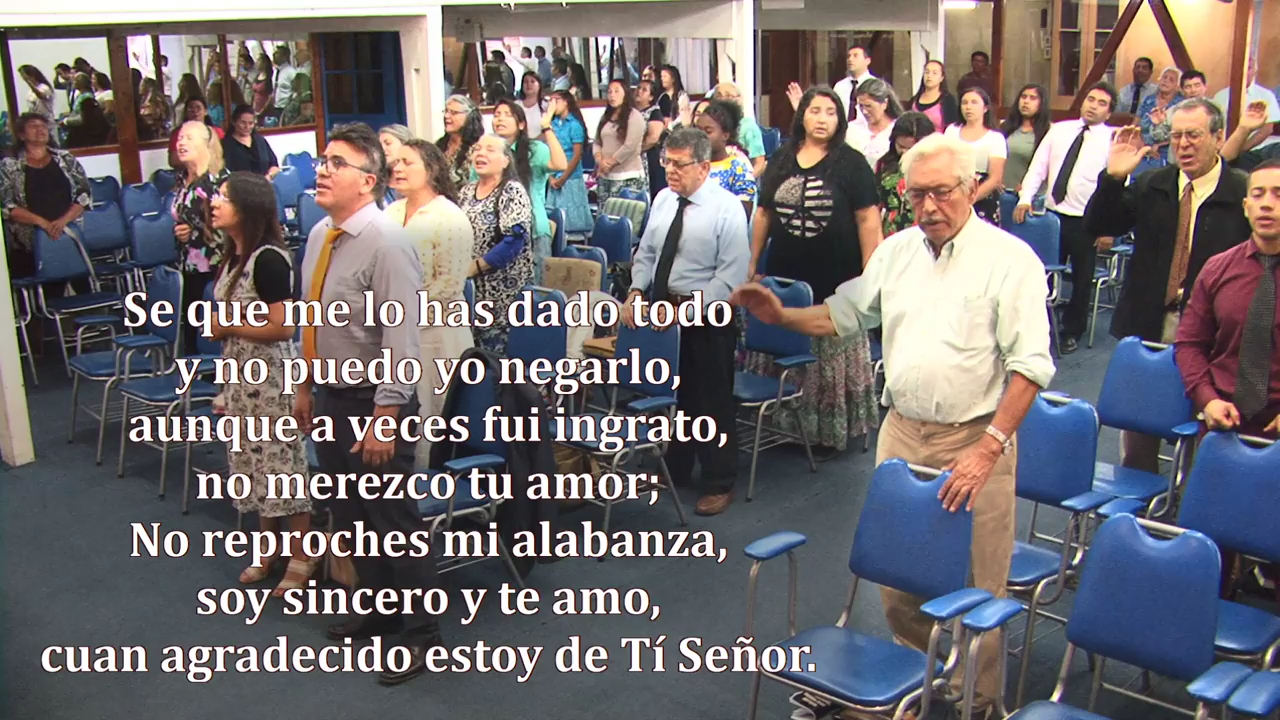 Se que me lo has dado todo
y no puedo yo negarlo,
aunque a veces fui ingrato,
no merezco tu amor;
No reproches mi alabanza,
soy sincero y te amo,
cuan agradecido estoy de Tí Señor.